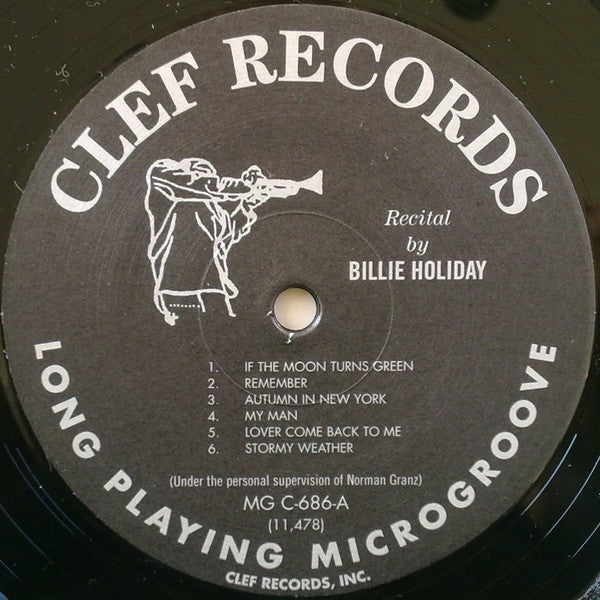 CLEF RECORDS
Recital
by
BILLIE HOLIDAY
1. IF THE MOON TURNS GREEN
2. REMEMBER
3. AUTUMN IN NEW YORK
4. MY MAN
5. LOVER COME BACK TO ME
6. STORMY WEATHER
(Under the personal supervision of Norman Granz)
MG C-686-A
(11,478)
LONG PLAYING MICROGROOVE
CLEF RECORDS, INC.